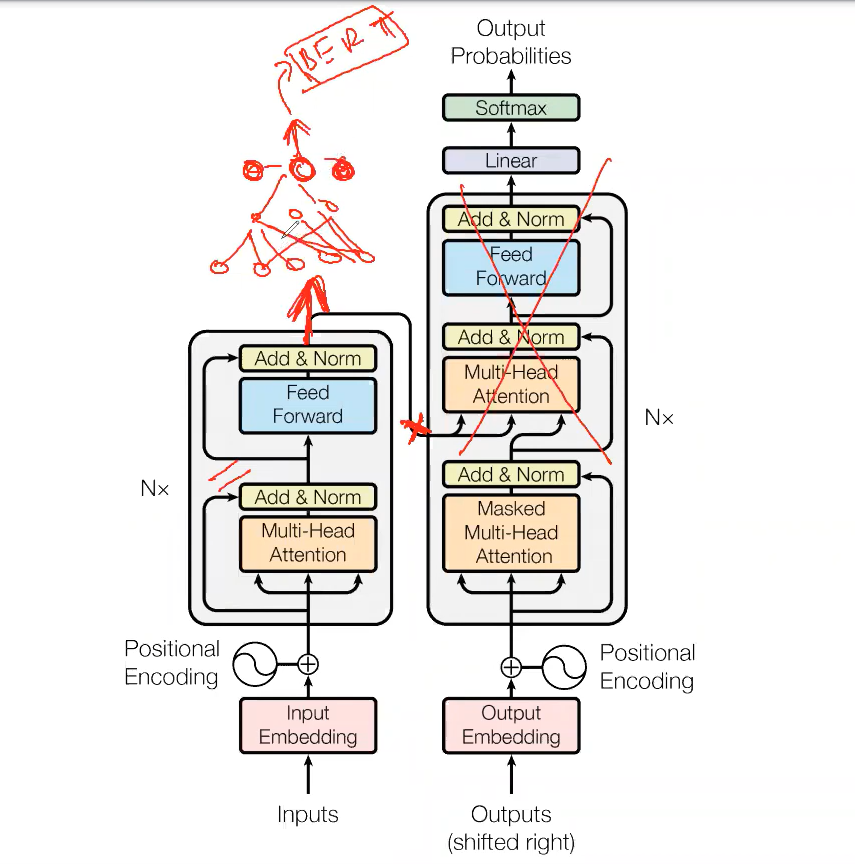 BERT
Output
Probabilities
Softmax
Linear
Add & Norm
Feed
Forward
Add & Norm
Multi-Head
Attention
Add & Norm
Masked
Multi-Head
Attention
Nx
Add & Norm
Feed
Forward
Add & Norm
Multi-Head
Attention
Nx
Positional
Encoding
Positional
Encoding
Input
Embedding
Output
Embedding
Inputs
Outputs
(shifted right)